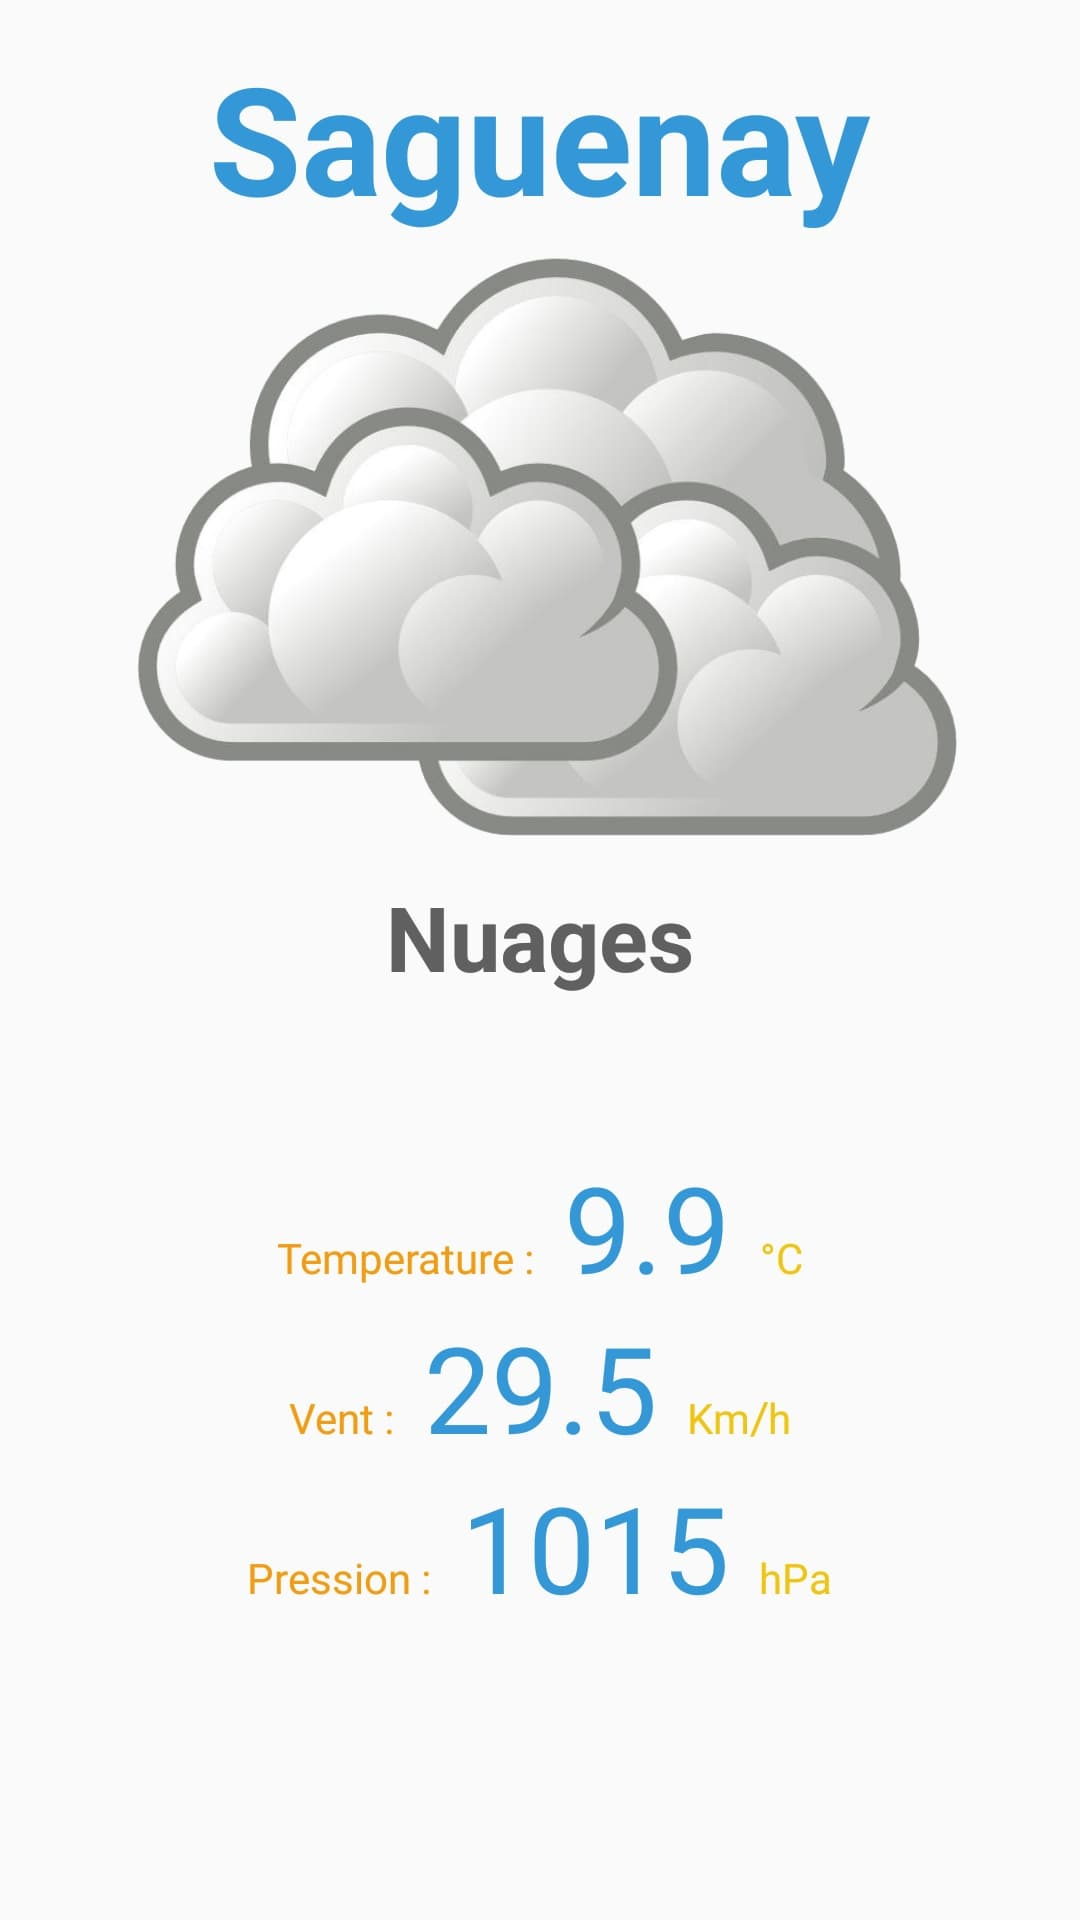 Saguenay
Nuages
Temperature : 9.9 °C
Vent : 29.5 Km/h
Pression : 1015 hPa